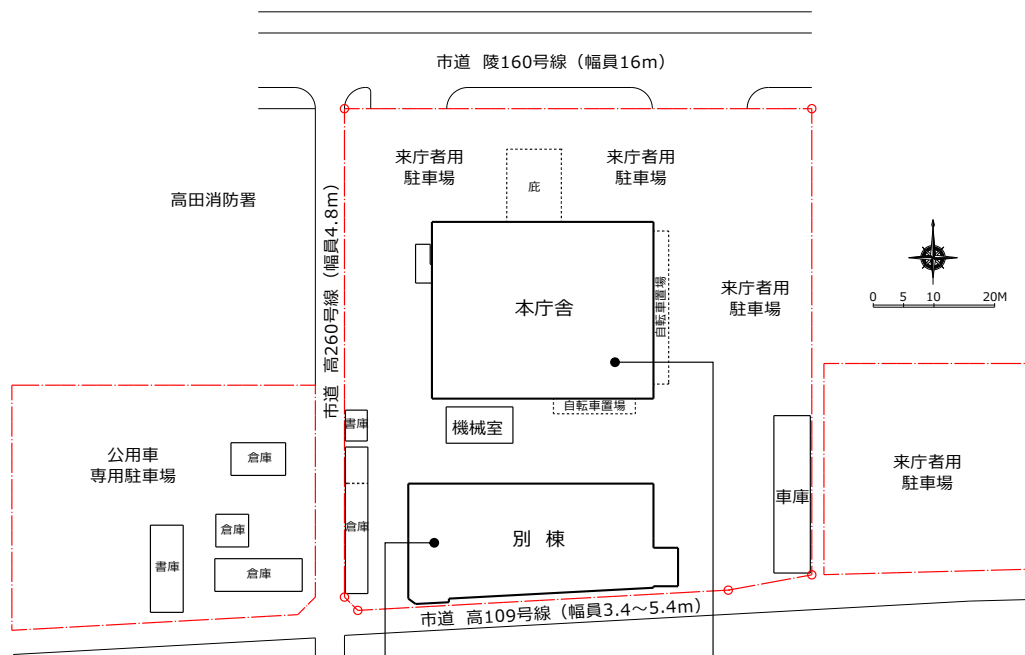 市道 陵160号線（幅員16m）
来庁者用
駐車場
来庁者用
駐車場
庇
高田消防署
市道 高260号線（幅員4.8m）
本庁舎
自転車置場
来庁者用
駐車場
0 5 10 20M
自転車置場
書庫
機械室
公用車
専用駐車場
倉庫
倉庫
書庫
倉庫
倉庫
別 棟
車庫
来庁者用
駐車場
市道 高109号線（幅員3.4～5.4m）